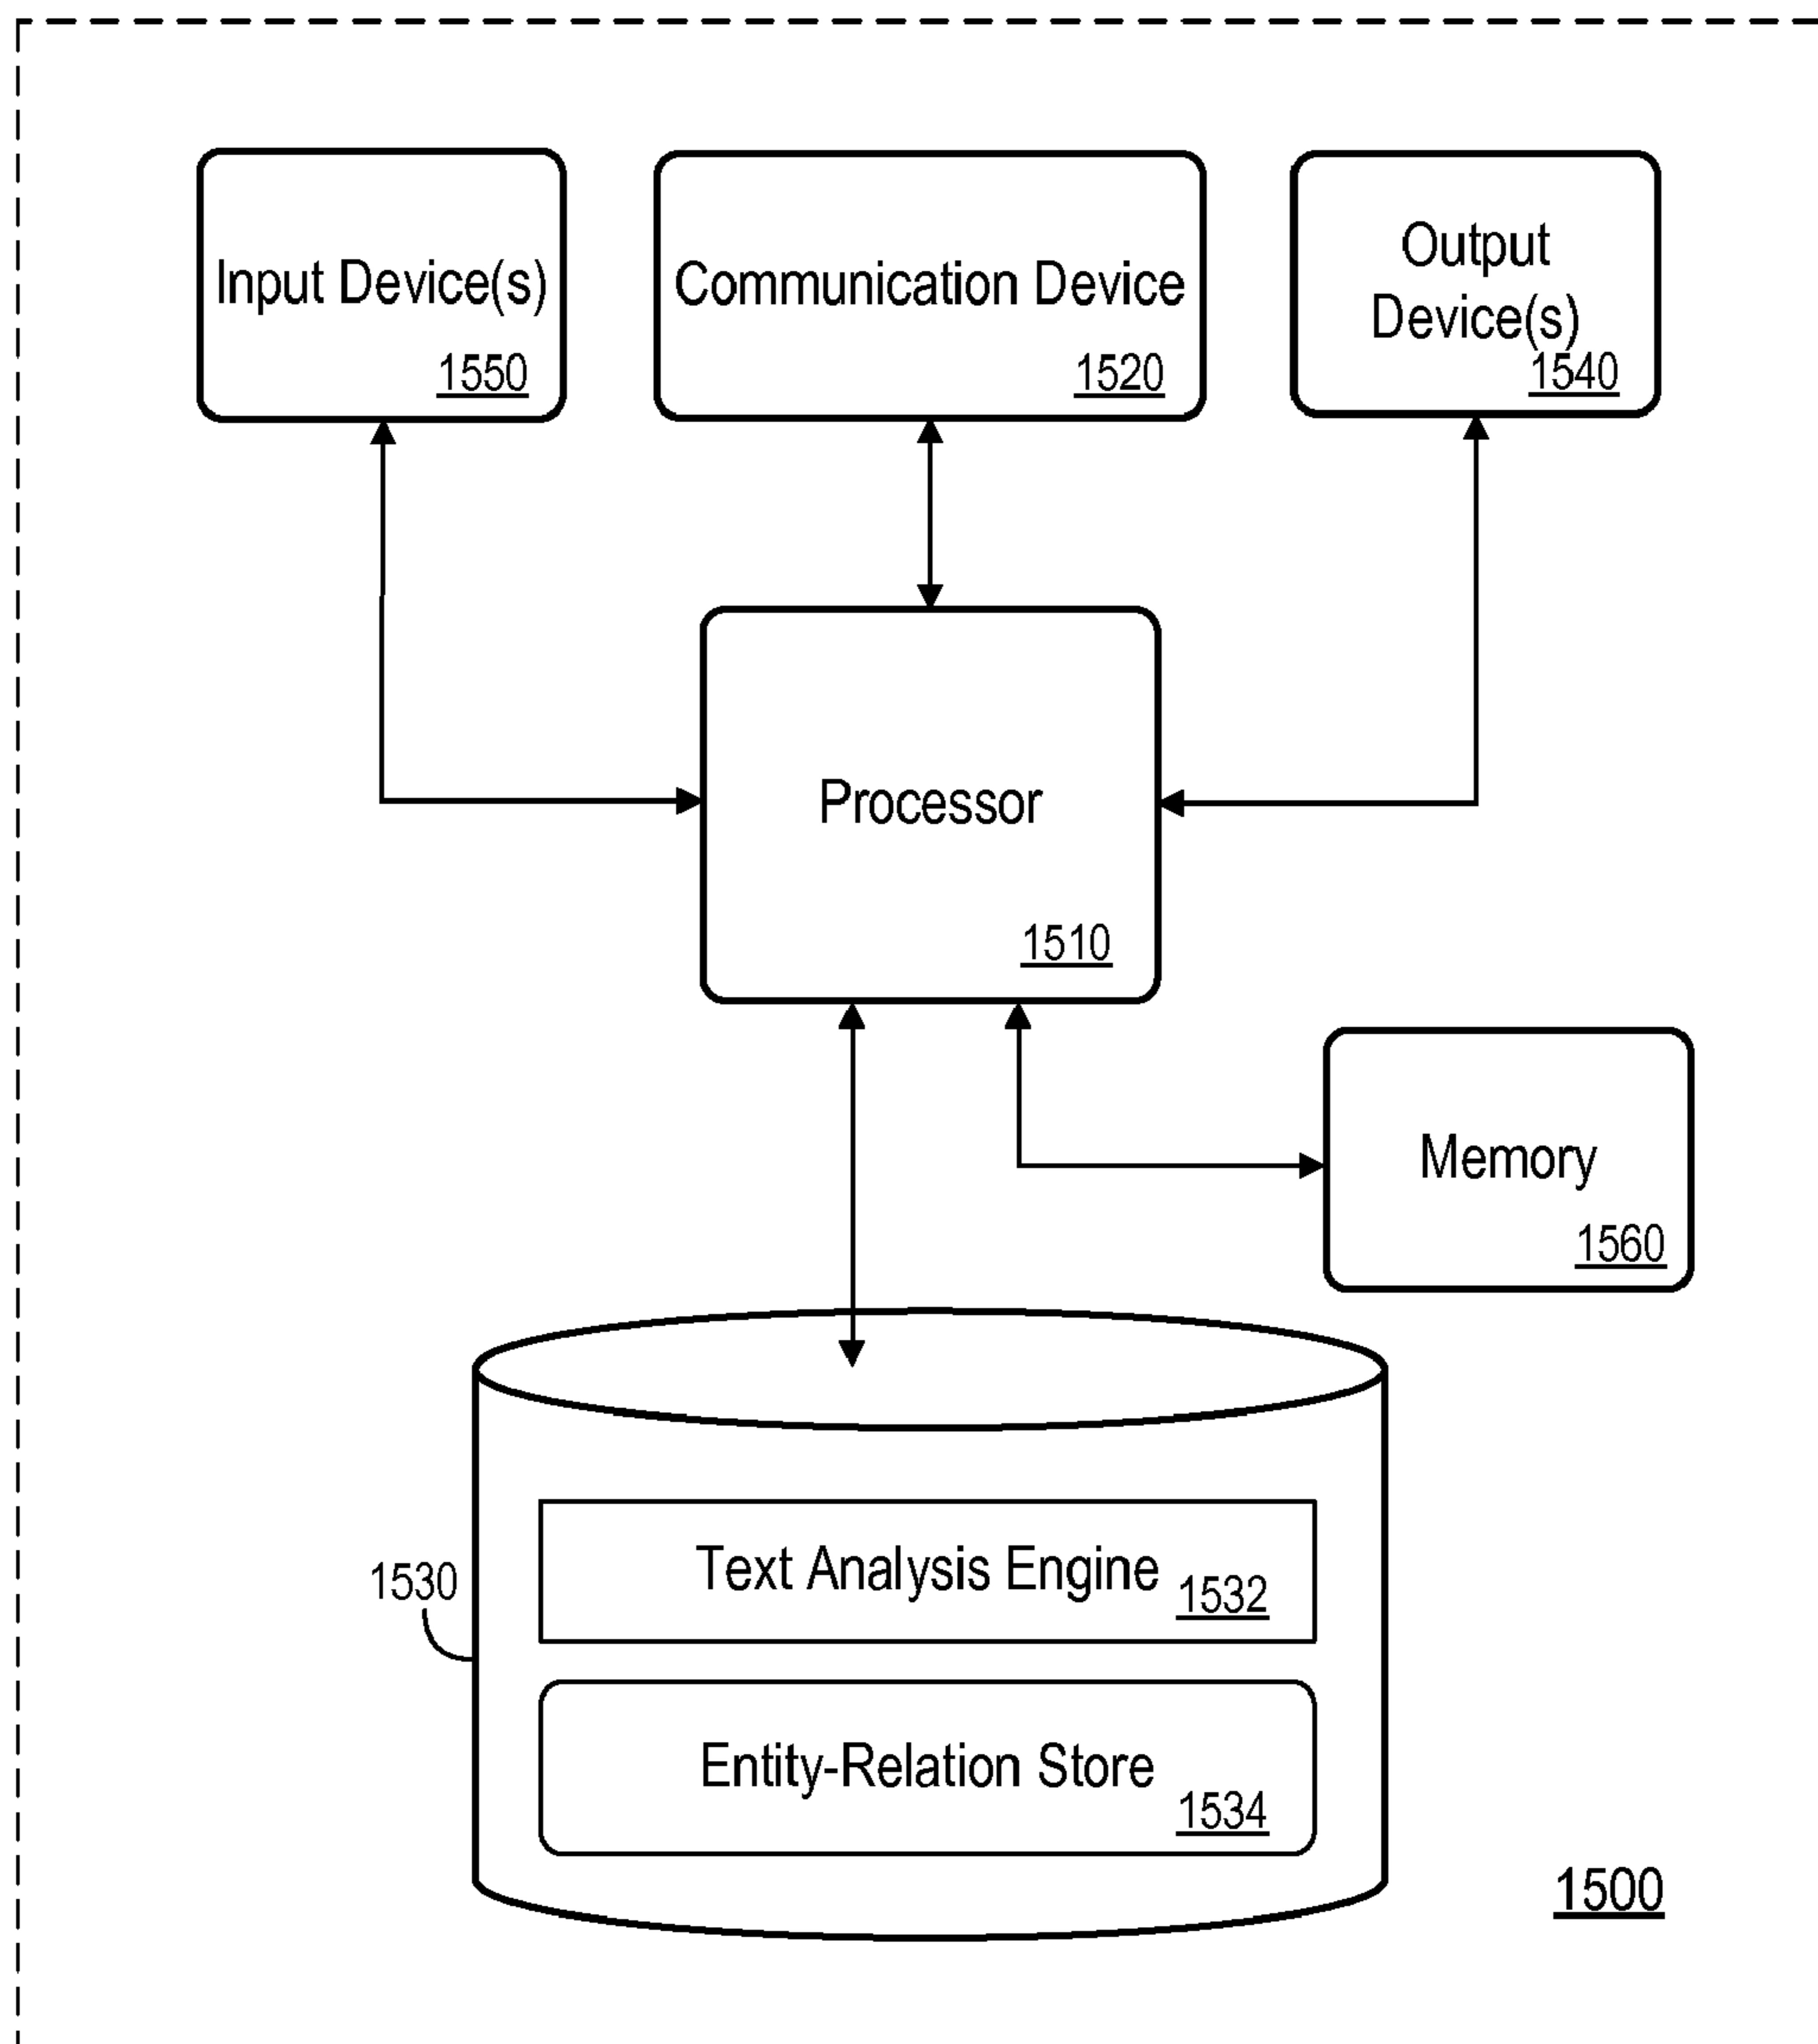 Input Device(s)
1550
Communication Device
1520
Output
Device(s)
1540
Processor
1510
Memory
1560
1530
Text Analysis Engine 1532
Entity-Relation Store
1534
1500